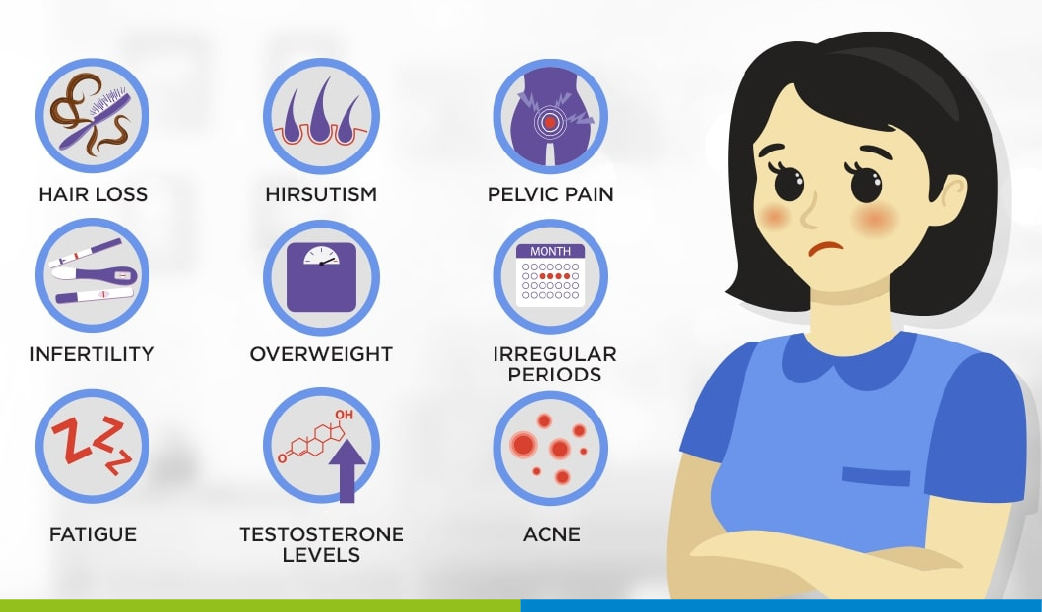 HAIR LOSS
HIRSUTISM
PELVIC PAIN
MONTH
INFERTILITY
OVERWEIGHT
IRREGULAR
PERIODS
OH
O
FATIGUE
TESTOSTERONE
LEVELS
ACNE